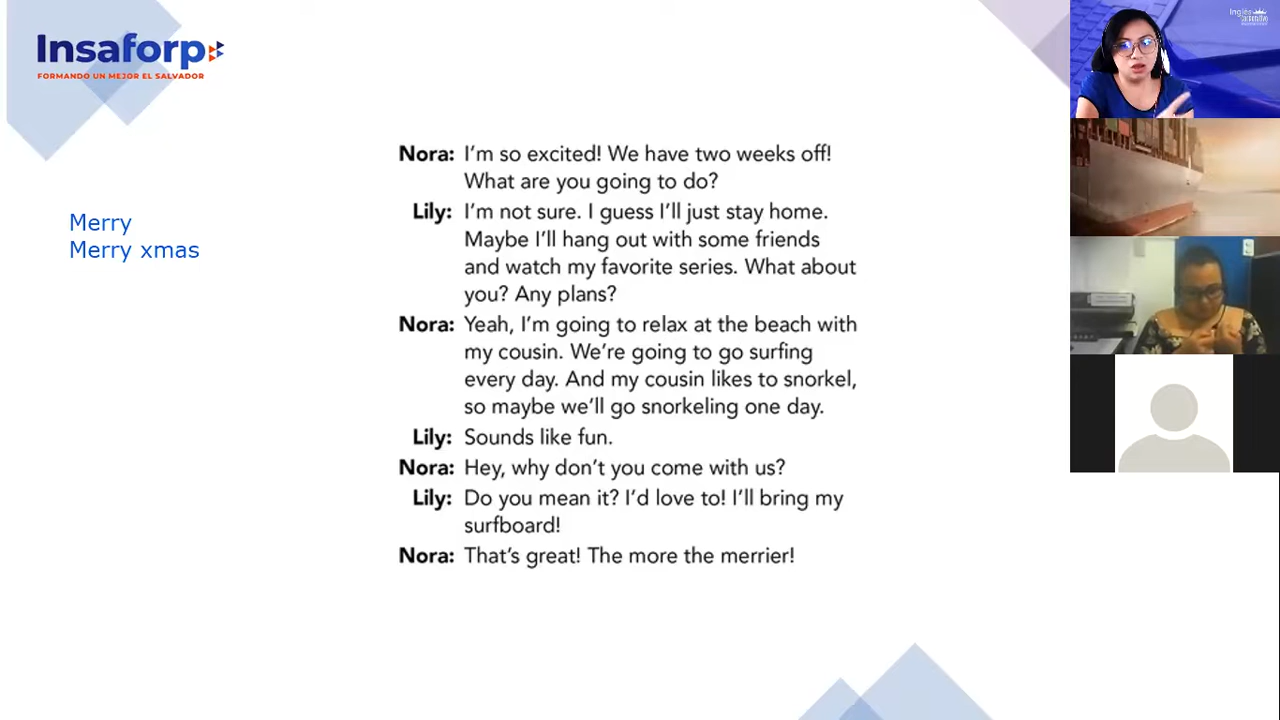 Insaforp
FORMANDO UN MEJOR EL SALVADOR
Merry
Merry xmas
Nora: I'm so excited! We have two weeks off!
What are you going to do?
Lily: I'm not sure. I guess I'll just stay home.
Maybe I'll hang out with some friends
and watch my favorite series. What about
you? Any plans?
Nora: Yeah, I'm going to relax at the beach with
my cousin. We're going to go surfing
every day. And my cousin likes to snorkel,
so maybe we'll go snorkeling one day.
Lily: Sounds like fun.
Nora: Hey, why don't you come with us?
Lily: Do you mean it? I'd love to! I'll bring my
surfboard!
Nora: That's great! The more the merrier!
Inglés